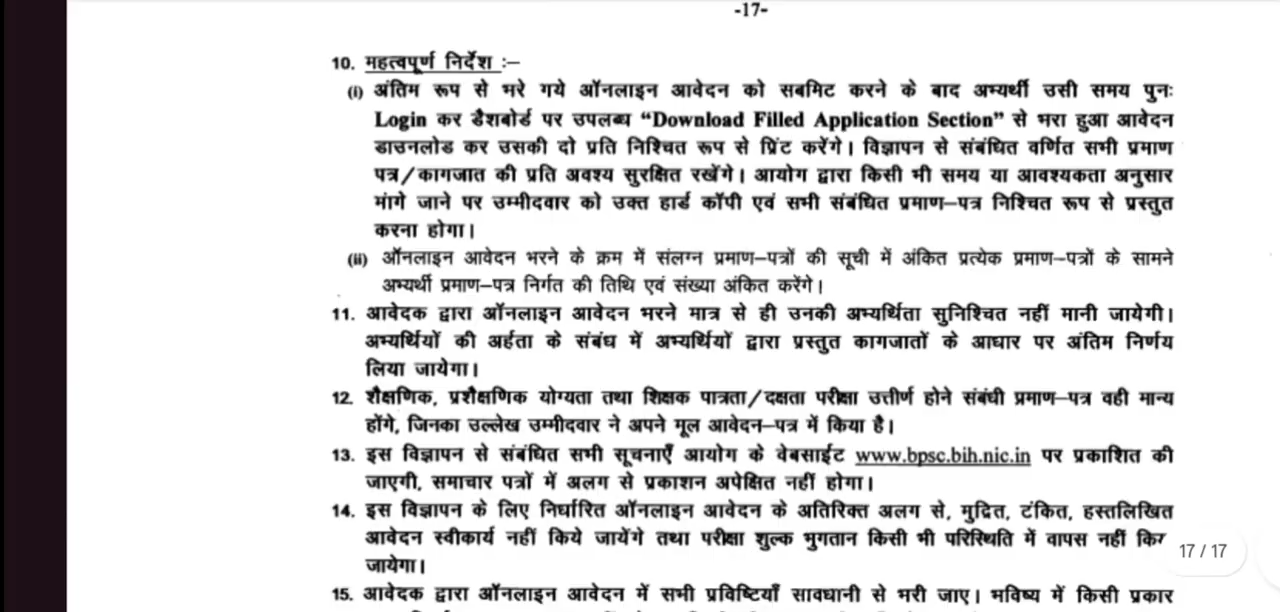 -17-
10. महत्वपूर्ण निर्देश :–
(i) अंतिम रूप से भरे गये ऑनलाइन आवेदन को सबमिट करने के बाद अभ्यर्थी उसी समय पुनः
Login कर डैशबोर्ड पर उपलब्ध “Download Filled Application Section” से भरा हुआ आवेदन
डाउनलोड कर उसकी दो प्रति निश्चित रूप से प्रिंट करेंगे। विज्ञापन से संबंधित वर्णित सभी प्रमाण
पत्र/कागजात की प्रति अवश्य सुरक्षित रखेंगे। आयोग द्वारा किसी भी समय या आवश्यकता अनुसार
मांगे जाने पर उम्मीदवार को उक्त हार्ड कॉपी एवं सभी संबंधित प्रमाण–पत्र निश्चित रूप से प्रस्तुत
करना होगा।
(ii) ऑनलाइन आवेदन भरने के क्रम में संलग्न प्रमाण–पत्रों की सूची में अंकित प्रत्येक प्रमाण–पत्रों के सामने
अभ्यर्थी प्रमाण–पत्र निर्गत की तिथि एवं संख्या अंकित करेंगे।
11. आवेदक द्वारा ऑनलाइन आवेदन भरने मात्र से ही उनकी अभ्यर्थिता सुनिश्चित नहीं मानी जायेगी।
अभ्यर्थियों की अर्हता के संबंध में अभ्यर्थियों द्वारा प्रस्तुत कागजातों के आधार पर अंतिम निर्णय
लिया जायेगा।
12. शैक्षणिक, प्रशैक्षणिक योग्यता तथा शिक्षक पात्रता/दक्षता परीक्षा उत्तीर्ण होने संबंधी प्रमाण–पत्र वही मान्य
होंगे, जिनका उल्लेख उम्मीदवार ने अपने मूल आवेदन–पत्र में किया है।
13. इस विज्ञापन से संबंधित सभी सूचनाएँ आयोग के वेबसाईट www.bpsc.bih.nic.in पर प्रकाशित की
जाएगी, समाचार पत्रों में अलग से प्रकाशन अपेक्षित नहीं होगा।
14. इस विज्ञापन के लिए निर्धारित ऑनलाइन आवेदन के अतिरिक्त अलग से, मुद्रित, टंकित, हस्तलिखित
आवेदन स्वीकार्य नहीं किये जायेंगे तथा परीक्षा शुल्क भुगतान किसी भी परिस्थिति में वापस नहीं
जायेगा।
17 / 17
15. आवेदक द्वारा ऑनलाइन आवेदन में सभी प्रविष्टियाँ सावधानी से भरी जाए। भविष्य में किसी प्रकार